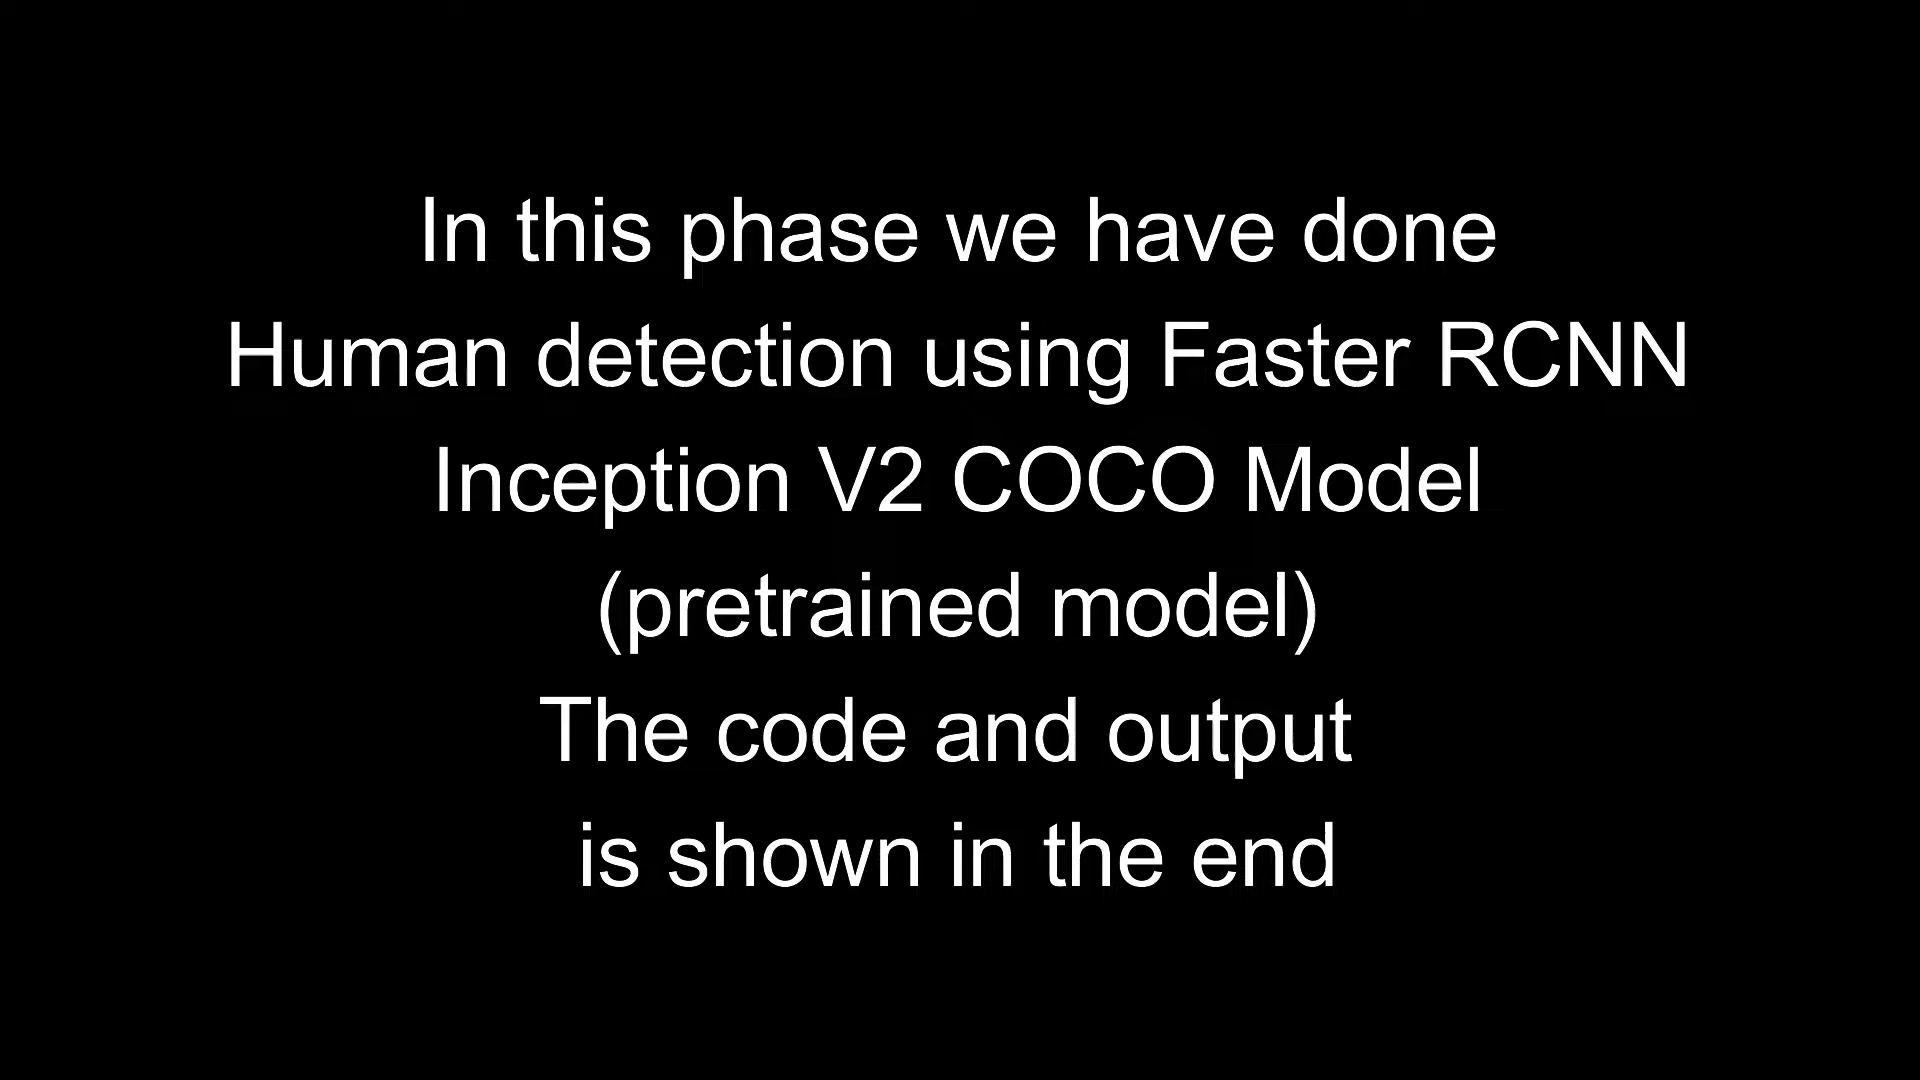 In this phase we have done
Human detection using Faster RCNN
Inception V2 COCO Model
(pretrained model)
The code and output
is shown in the end